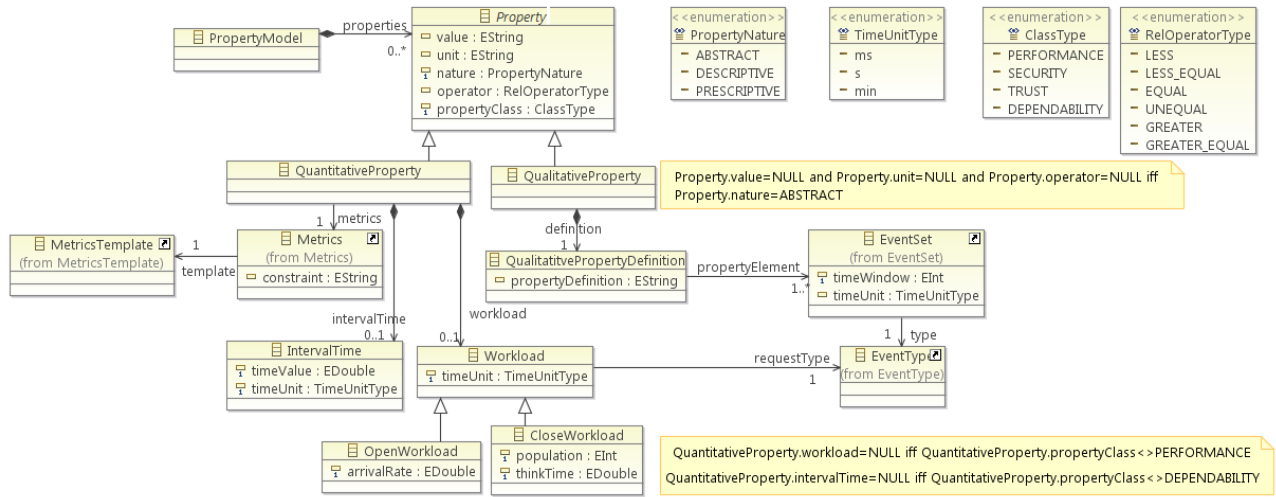 PropertyModel
properties
0..*
Property
value : EString
unit : EString
nature : PropertyNature
operator : RelOperatorType
propertyClass : ClassType
<<enumeration>>
PropertyNature
ABSTRACT
DESCRIPTIVE
PRESCRIPTIVE
<<enumeration>>
TimeUnitType
ms
s
min
<<enumeration>>
ClassType
PERFORMANCE
SECURITY
TRUST
DEPENDABILITY
<<enumeration>>
RelOperatorType
LESS
LESS_EQUAL
EQUAL
UNEQUAL
GREATER
GREATER_EQUAL
QuantitativeProperty
QualitativeProperty
Property.value=NULL and Property.unit=NULL and Property.operator=NULL iff
Property.nature=ABSTRACT
1
metrics
definition
1
MetricsTemplate
(from MetricsTemplate)
1
template
Metrics
(from Metrics)
constraint : EString
QualitatitivePropertyDefinition
propertyDefinition : EString
propertyElement
1..*
EventSet
(from EventSet)
timeWindow : EInt
timeUnit : TimeUnitType
intervalTime
0..1
workload
0..1
1
type
IntervalTime
timeValue : EDouble
timeUnit : TimeUnitType
Workload
timeUnit : TimeUnitType
requestType
1
EventType
(from EventType)
OpenWorkload
arrivalRate : EDouble
CloseWorkload
population : EInt
thinkTime : EDouble
QuantitativeProperty.workload=NULL iff QuantitativeProperty.propertyClass<>PERFORMANCE
QuantitativeProperty.intervalTime=NULL iff QuantitativeProperty.propertyClass<>DEPENDABILITY